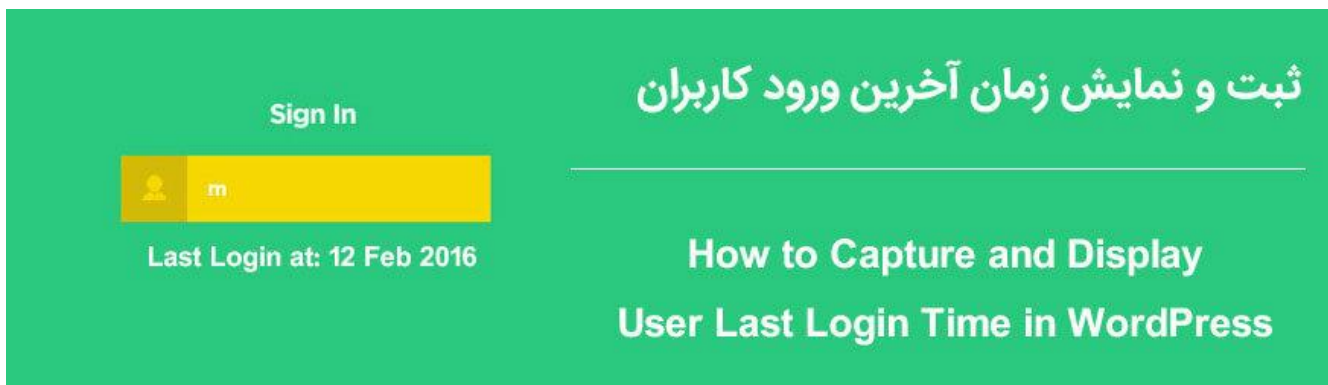 ثبت و نمایش زمان آخرین ورود کاربران
Sign In
m
Last Login at: 12 Feb 2016
How to Capture and Display
User Last Login Time in WordPress